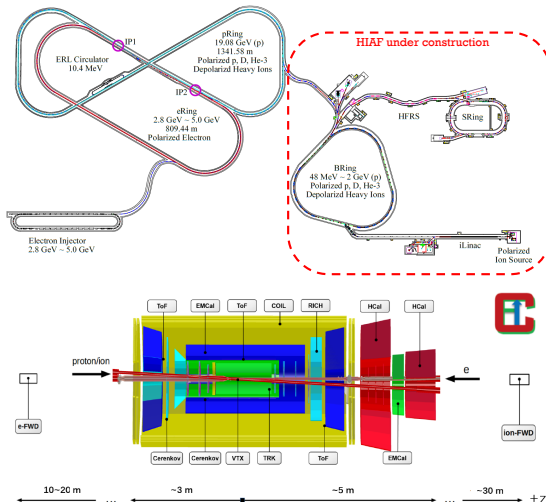 IP1
ERL Circulator
10.4 MeV
pRing
19.08 GeV (p)
1341.58 m
Polarized p, D, He-3
Depolarized Heavy Ions
IP2
eRing
2.8 GeV ~ 5.0 GeV
809.44 m
Polarized Electron
Electron Injector
2.8 GeV ~ 5.0 GeV
HIAF under construction
HFRS
SRing
BRing
48 MeV ~ 2 GeV (p)
Polarized p, D, He-3
Depolarized Heavy Ions
iLinac
Polarized
Ion Source
ToF
EMCal
ToF
COIL
RICH
HCal
HCal
proton/ion
e
e-FWD
ion-FWD
Cerenkov
Cerenkov
VTX
TRK
ToF
EMCal
10~20 m
...
~3 m
~5 m
...
~30 m
+z